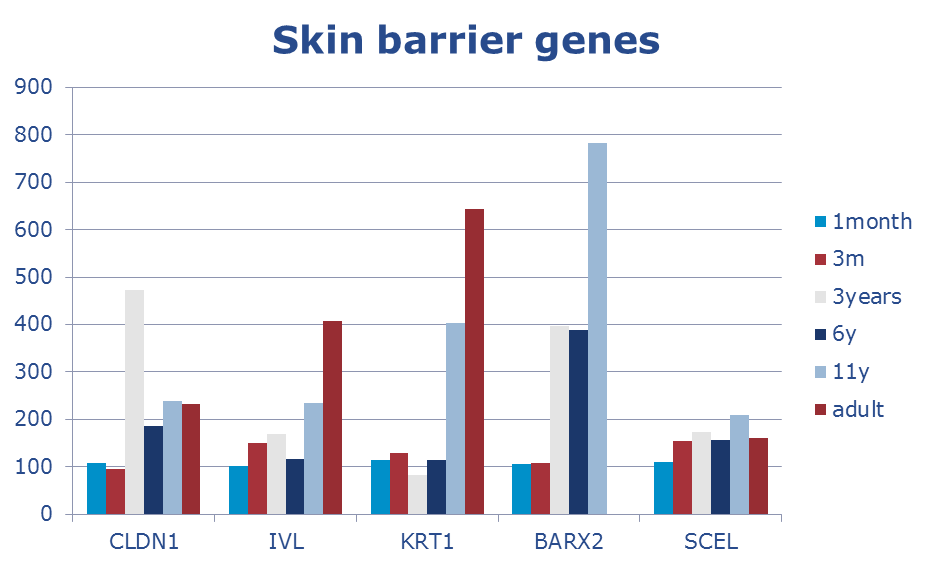 Skin barrier genes
900
800
700
600
500
400
300
200
100
0
CLDN1 IVL KRT1 BARX2 SCEL
1month
3m
3years
6y
11y
adult